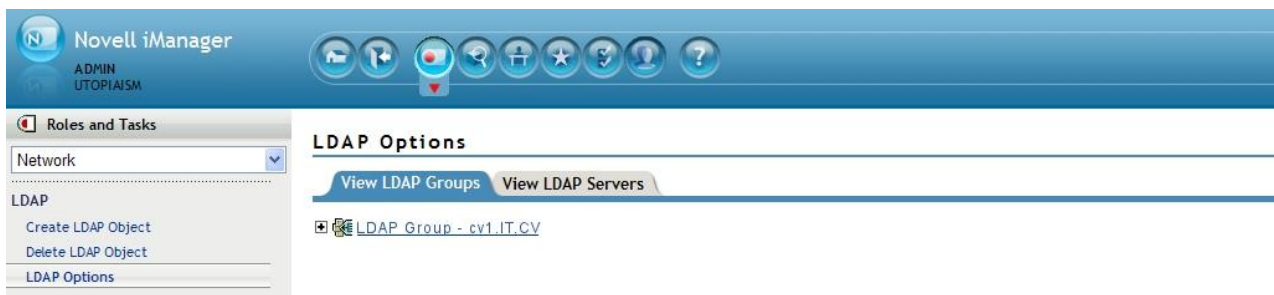 Novell iManager
ADMIN
UTOPIAISM
Roles and Tasks
Network
LDAP
Create LDAP Object
Delete LDAP Object
LDAP Options
LDAP Options
View LDAP Groups View LDAP Servers
LDAP Group - cv1.IT.CV